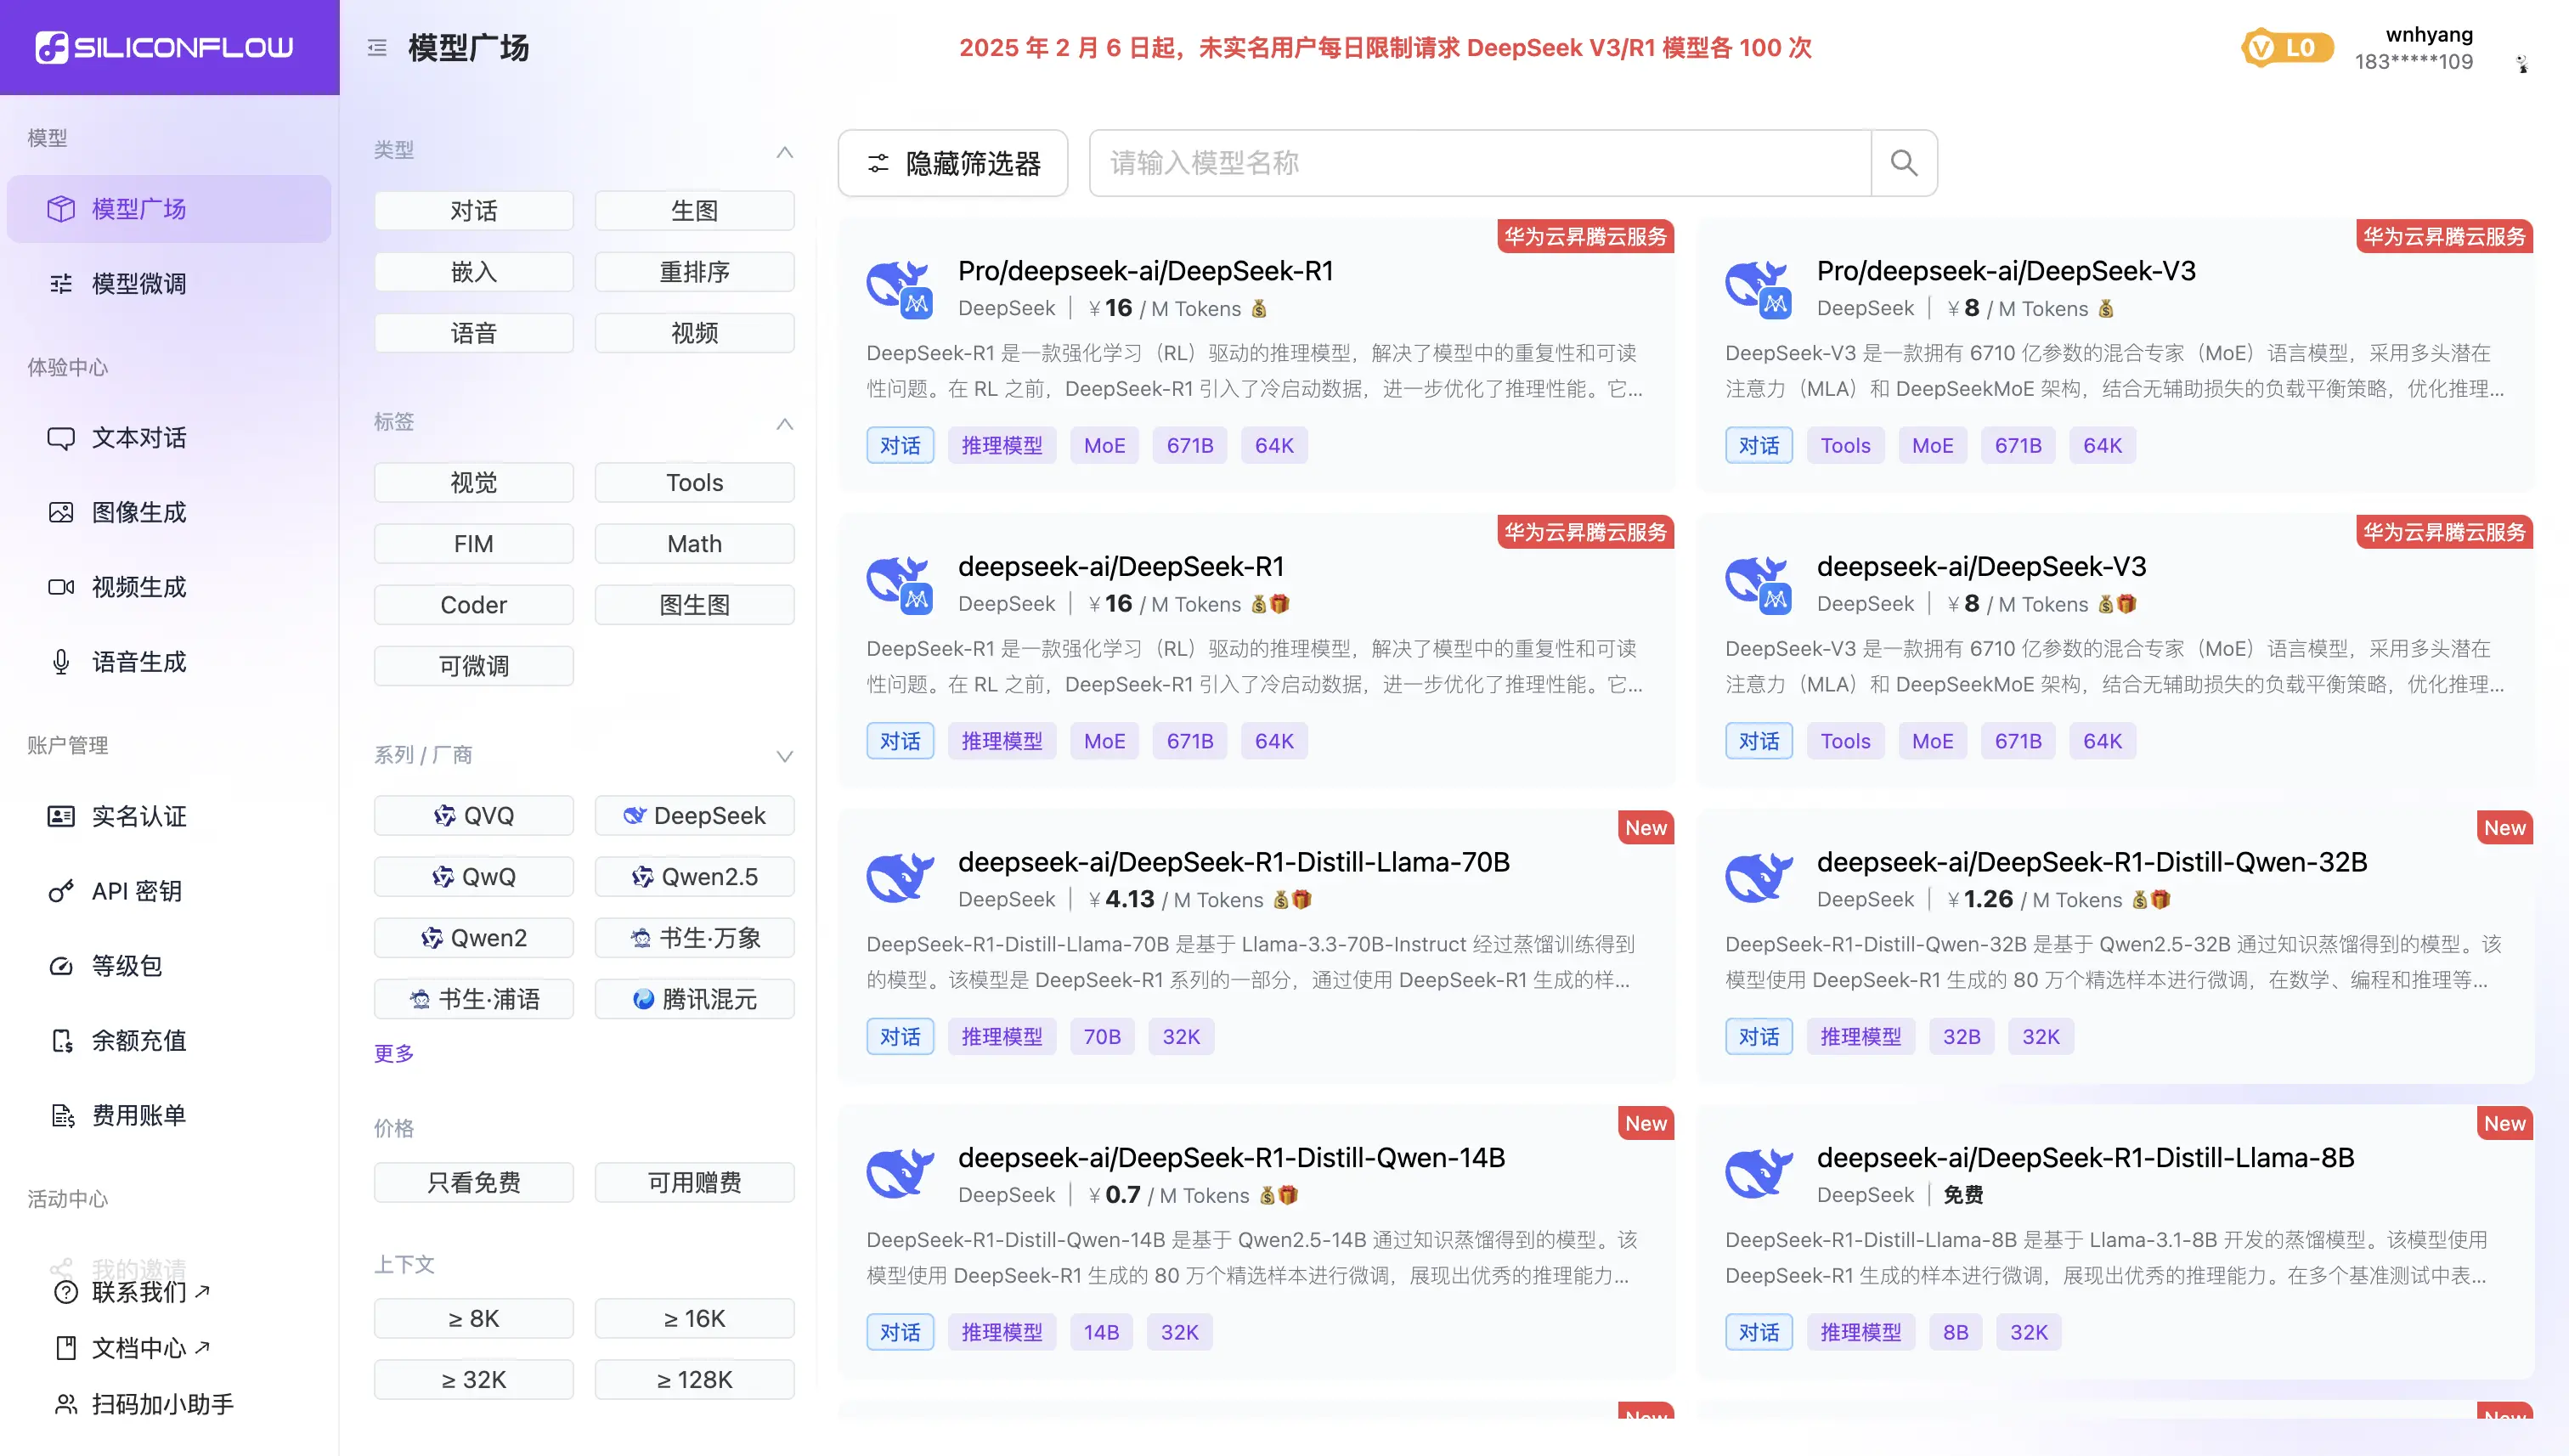 SILICONFLOW
模型广场
2025 年 2 月 6 日起，未实名用户每日限制请求 DeepSeek V3/R1 模型各 100 次
L0
wnhyang
183*****109
模型
模型广场
模型微调
体验中心
文本对话
图像生成
视频生成
语音生成
账户管理
实名认证
API 密钥
等级包
余额充值
费用账单
活动中心
我的邀请
联系我们
文档中心
扫码加小助手
类型
对话
生图
嵌入
重排序
语音
视频
标签
视觉
Tools
FIM
Math
Coder
图生图
可微调
系列 / 厂商
QVQ
DeepSeek
QwQ
Qwen2.5
Qwen2
书生·万象
书生·浦语
腾讯混元
更多
价格
只看免费
可用赠费
上下文
≥ 8K
≥ 16K
≥ 32K
≥ 128K
隐藏筛选器
请输入模型名称
华为云昇腾云服务
Pro/deepseek-ai/DeepSeek-R1
DeepSeek | ￥16 / M Tokens 💰
DeepSeek-R1 是一款强化学习（RL）驱动的推理模型，解决了模型中的重复性和可读
性问题。在 RL 之前，DeepSeek-R1 引入了冷启动数据，进一步优化了推理性能。它...
对话 推理模型 MoE 671B 64K
华为云昇腾云服务
Pro/deepseek-ai/DeepSeek-V3
DeepSeek | ￥8 / M Tokens 💰
DeepSeek-V3 是一款拥有 6710 亿参数的混合专家（MoE）语言模型，采用多头潜在
注意力（MLA）和 DeepSeekMoE 架构，结合无辅助损失的负载平衡策略，优化推理...
对话 Tools MoE 671B 64K
华为云昇腾云服务
deepseek-ai/DeepSeek-R1
DeepSeek | ￥16 / M Tokens 💰🎁
DeepSeek-R1 是一款强化学习（RL）驱动的推理模型，解决了模型中的重复性和可读
性问题。在 RL 之前，DeepSeek-R1 引入了冷启动数据，进一步优化了推理性能。它...
对话 推理模型 MoE 671B 64K
华为云昇腾云服务
deepseek-ai/DeepSeek-V3
DeepSeek | ￥8 / M Tokens 💰🎁
DeepSeek-V3 是一款拥有 6710 亿参数的混合专家（MoE）语言模型，采用多头潜在
注意力（MLA）和 DeepSeekMoE 架构，结合无辅助损失的负载平衡策略，优化推理...
对话 Tools MoE 671B 64K
New
deepseek-ai/DeepSeek-R1-Distill-Llama-70B
DeepSeek | ￥4.13 / M Tokens 💰🎁
DeepSeek-R1-Distill-Llama-70B 是基于 Llama-3.3-70B-Instruct 经过蒸馏训练得到
的模型。该模型是 DeepSeek-R1 系列的一部分，通过使用 DeepSeek-R1 生成的样...
对话 推理模型 70B 32K
New
deepseek-ai/DeepSeek-R1-Distill-Qwen-32B
DeepSeek | ￥1.26 / M Tokens 💰🎁
DeepSeek-R1-Distill-Qwen-32B 是基于 Qwen2.5-32B 通过知识蒸馏得到的模型。该
模型使用 DeepSeek-R1 生成的 80 万个精选样本进行微调，在数学、编程和推理等...
对话 推理模型 32B 32K
New
deepseek-ai/DeepSeek-R1-Distill-Qwen-14B
DeepSeek | ￥0.7 / M Tokens 💰🎁
DeepSeek-R1-Distill-Qwen-14B 是基于 Qwen2.5-14B 通过知识蒸馏得到的模型。该
模型使用 DeepSeek-R1 生成的 80 万个精选样本进行微调，展现出优秀的推理能力...
对话 推理模型 14B 32K
New
deepseek-ai/DeepSeek-R1-Distill-Llama-8B
DeepSeek | 免费
DeepSeek-R1-Distill-Llama-8B 是基于 Llama-3.1-8B 开发的蒸馏模型。该模型使用
DeepSeek-R1 生成的样本进行微调，展现出优秀的推理能力。在多个基准测试中表...
对话 推理模型 8B 32K
New
New